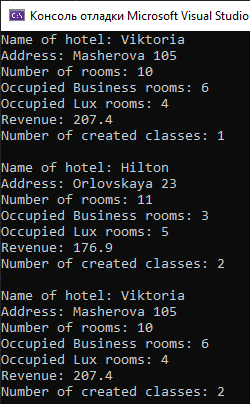 Консоль отладки Microsoft Visual Studio
Name of hotel: Viktoria
Address: Masherova 105
Number of rooms: 10
Occupied Business rooms: 6
Occupied Lux rooms: 4
Revenue: 207.4
Number of created classes: 1
Name of hotel: Hilton
Address: Orlovskaya 23
Number of rooms: 11
Occupied Business rooms: 3
Occupied Lux rooms: 5
Revenue: 176.9
Number of created classes: 2
Name of hotel: Viktoria
Address: Masherova 105
Number of rooms: 10
Occupied Business rooms: 6
Occupied Lux rooms: 4
Revenue: 207.4
Number of created classes: 2